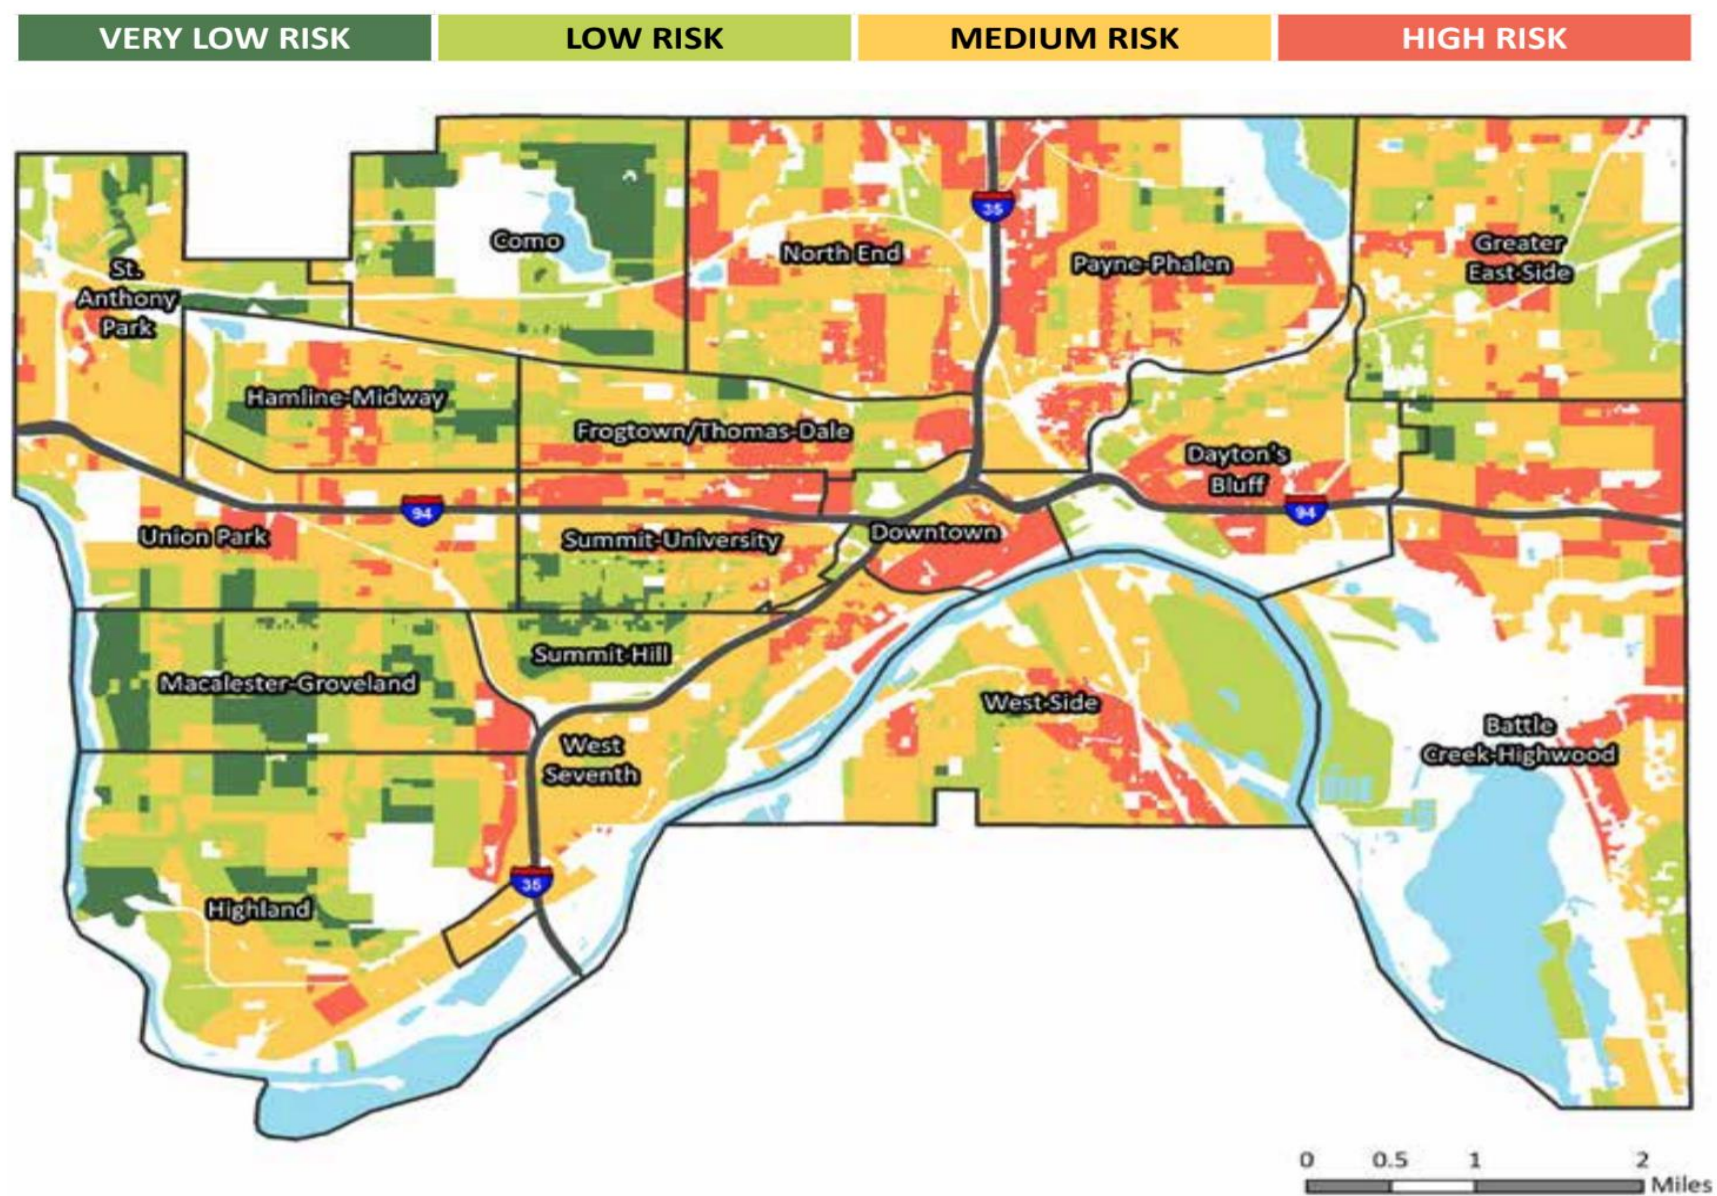 VERY LOW RISK
LOW RISK
MEDIUM RISK
HIGH RISK
35
Como
North End
Payne-Phalen
Greater
East-Side
St.
Anthony
Park
Hamline-Midway
Frogtown/Thomas-Dale
Dayton's
Bluff
94
94
Union Park
Summit-University
Downtown
Summit-Hill
Macalester-Groveland
West-Side
West
Seventh
Battle
Creek-Highwood
35
Highland
0
0.5
1
2
Miles